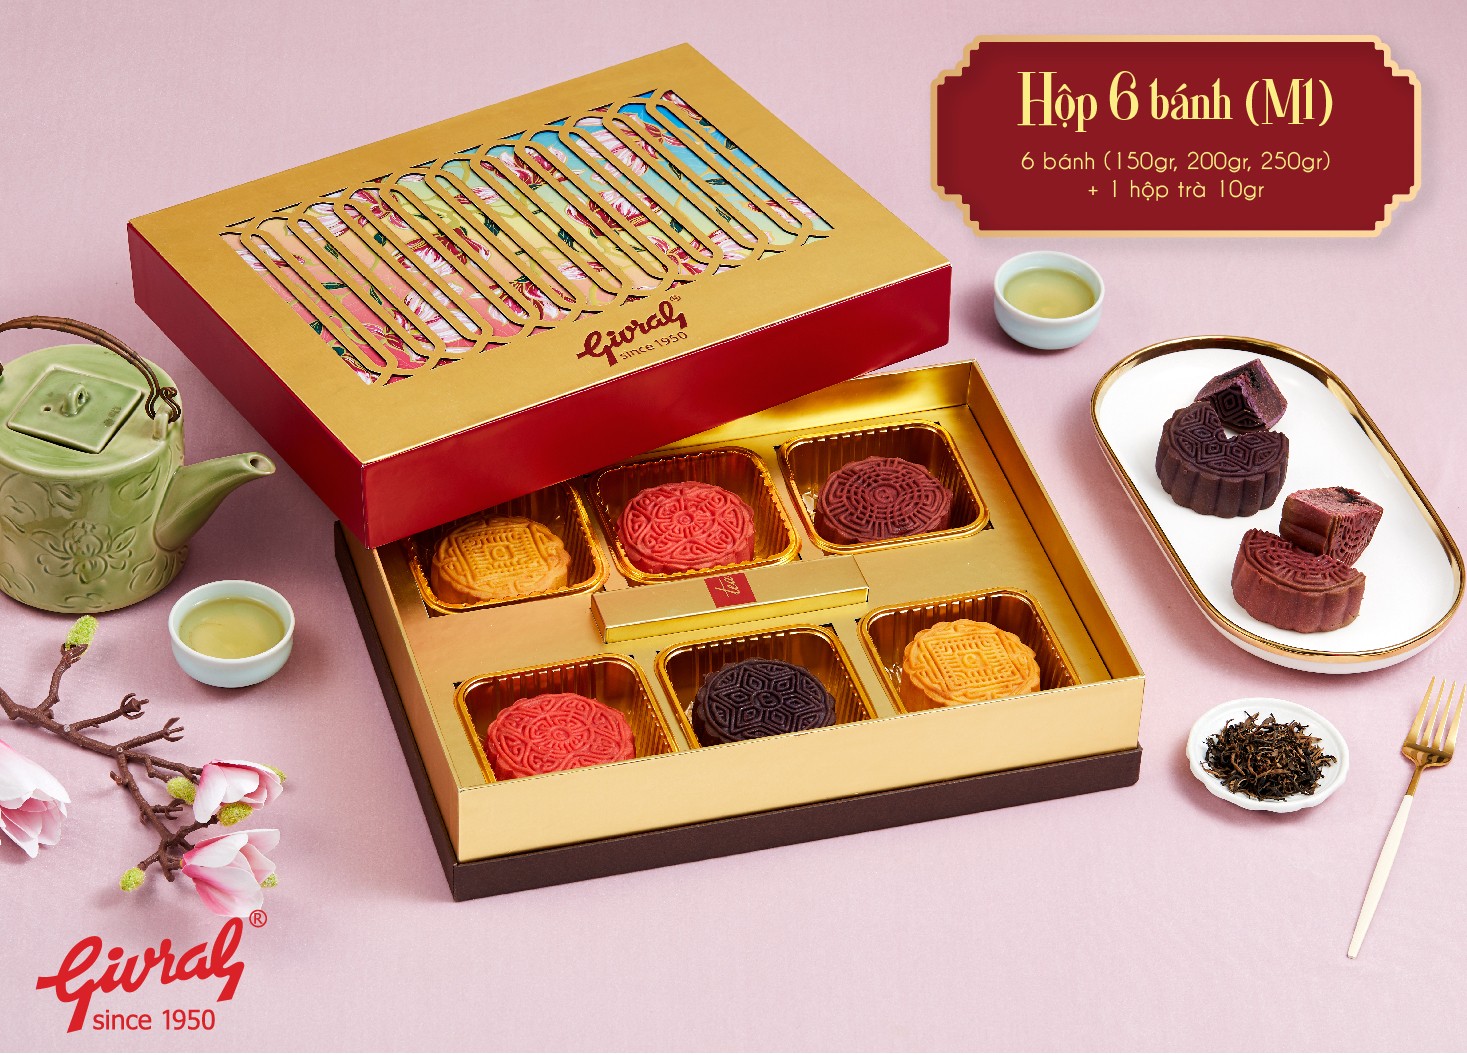 Hộp 6 bánh (M1)
6 bánh (150gr, 200gr, 250gr)
+ 1 hộp trà 10gr
Givral
since 1950
tea
Givral®
since 1950